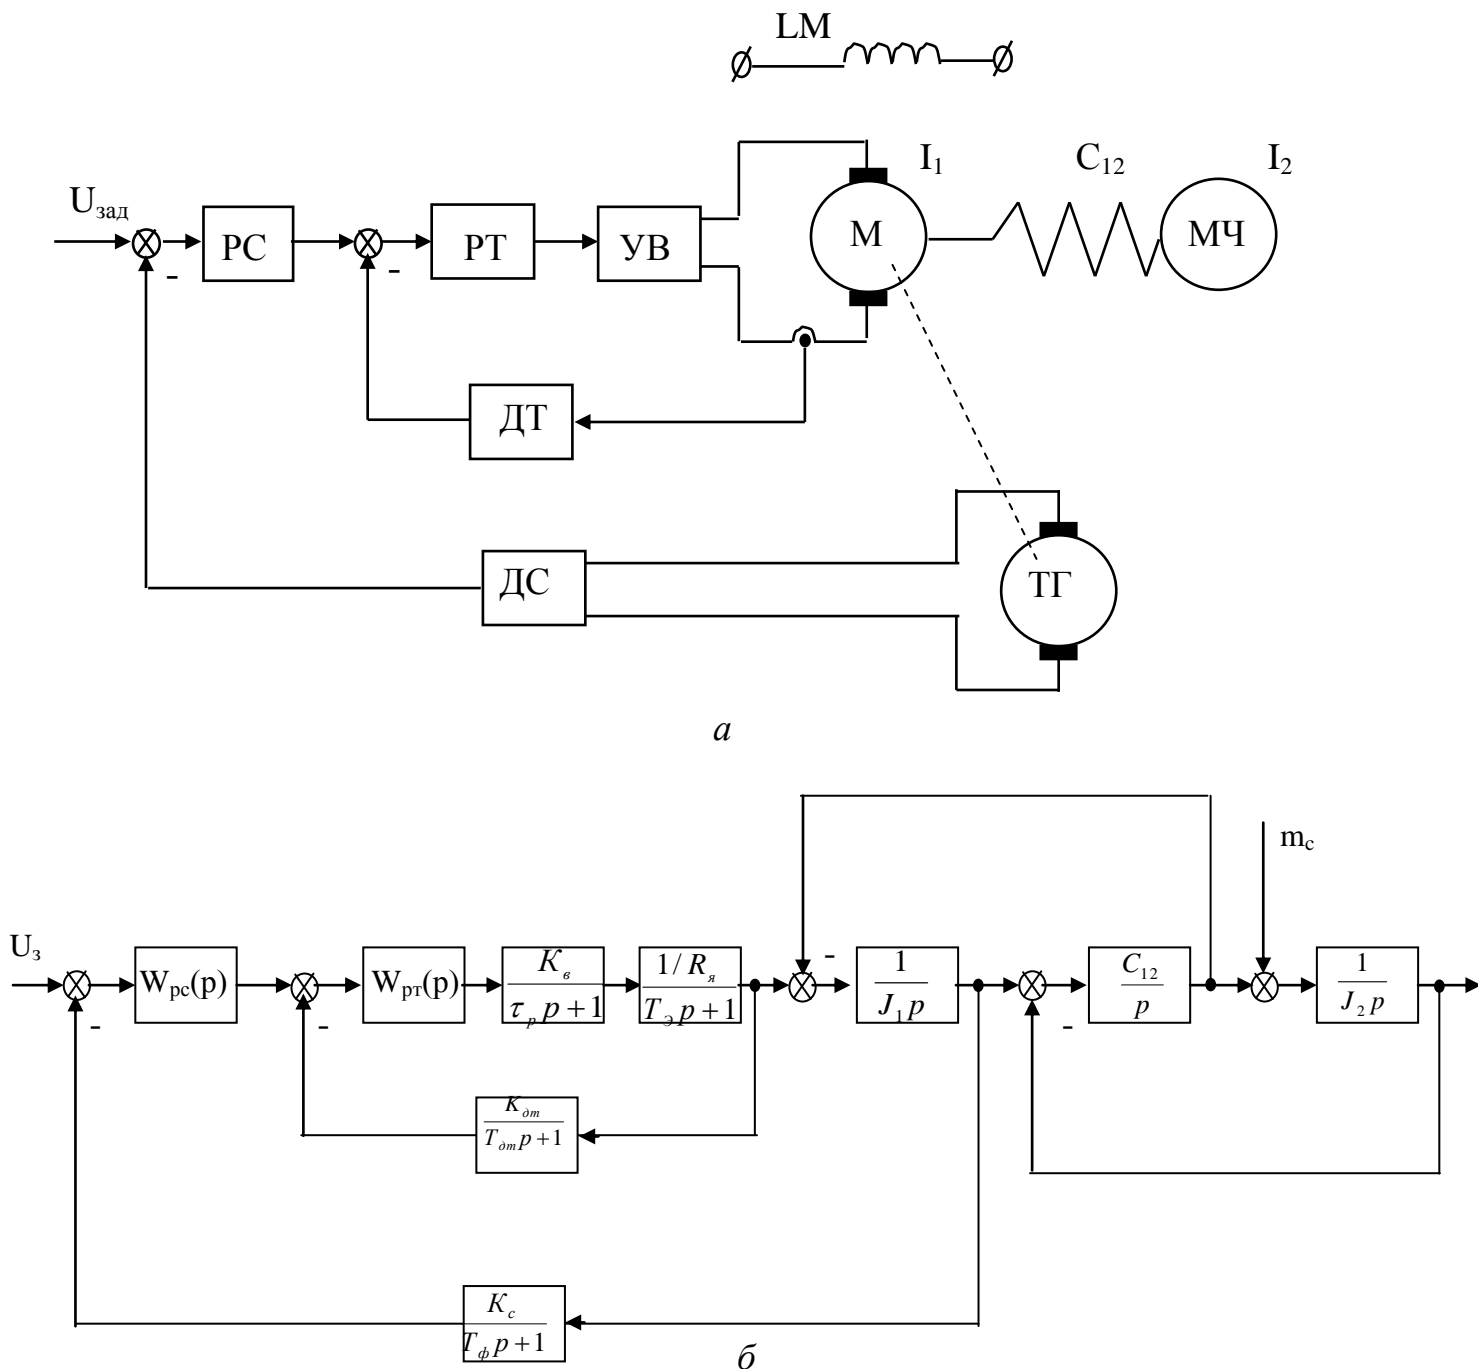 LM
I₁ C₁₂ I₂
Uзад
РС РТ УВ М МЧ
-
-
ДТ
ДС ТГ
а
mс
Uз
Wрс(p) Wрт(p) Kв / τр p + 1 1 / Rя / TЭ p + 1 - 1 / J₁ p C₁₂ / p 1 / J₂ p
- - -
Kдт / Tдт p + 1
Kс / Tф p + 1
б